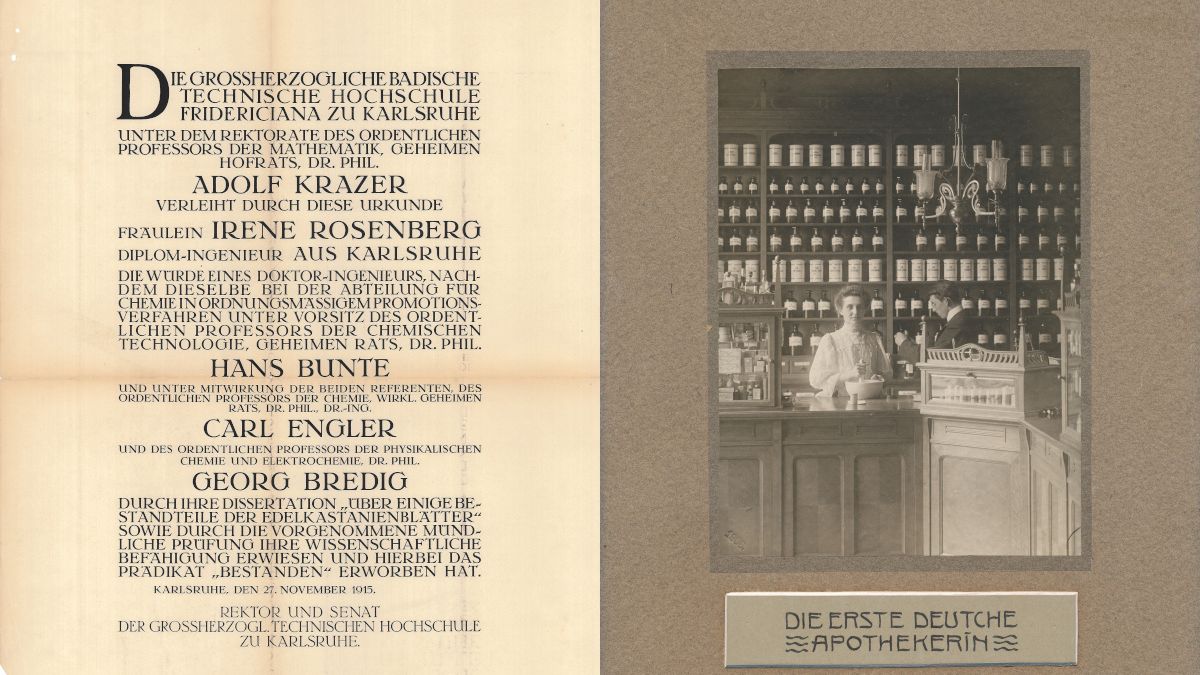 DIE GROSSHERZOGLICHE BADISCHE
TECHNISCHE HOCHSCHULE
FRIDERICIANA ZU KARLSRUHE
UNTER DEM REKTORATE DES ORDENTLICHEN
PROFESSORS DER MATHEMATIK, GEHEIMEN
HOFRATS, DR. PHIL.
ADOLF KRAZER
VERLEIHT DURCH DIESE URKUNDE
FRÄULEIN IRENE ROSENBERG
DIPLOM-INGENIEUR AUS KARLSRUHE
DIE WÜRDE EINES DOKTOR-INGENIEURS, NACH-
DEM DIESELBE BEI DER ABTEILUNG FÜR
CHEMIE IN ORDNUNGSMÄSSIGEM PROMOTIONS-
VERFAHREN UNTER VORSITZ DES ORDENT-
LICHEN PROFESSORS DER CHEMISCHEN
TECHNOLOGIE, GEHEIMEN RATS, DR. PHIL.
HANS BUNTE
UND UNTER MITWIRKUNG DER BEIDEN REFERENTEN, DES
ORDENTLICHEN PROFESSORS DER CHEMIE, WIRKL. GEHEIMEN
RATS, DR. PHIL., DR.-ING.
CARL ENGLER
UND DES ORDENTLICHEN PROFESSORS DER PHYSIKALISCHEN
CHEMIE UND ELEKTROCHEMIE, DR. PHIL.
GEORG BREDIG
DURCH IHRE DISSERTATION „ÜBER EINIGE BE-
STANDTEILE DER EDELKASTANIENBLÄTTER“
SOWIE DURCH DIE VORGENOMMENE MÜND-
LICHE PRÜFUNG IHRE WISSENSCHAFTLICHE
BEFÄHIGUNG ERWIESEN UND HIERBEI DAS
PRÄDIKAT „BESTANDEN“ ERWORBEN HAT.
KARLSRUHE, DEN 27. NOVEMBER 1915.
REKTOR UND SENAT
DER GROSSHERZOGL. TECHNISCHEN HOCHSCHULE
ZU KARLSRUHE.
DIE ERSTE DEUTCHE
APOTHEKERIN